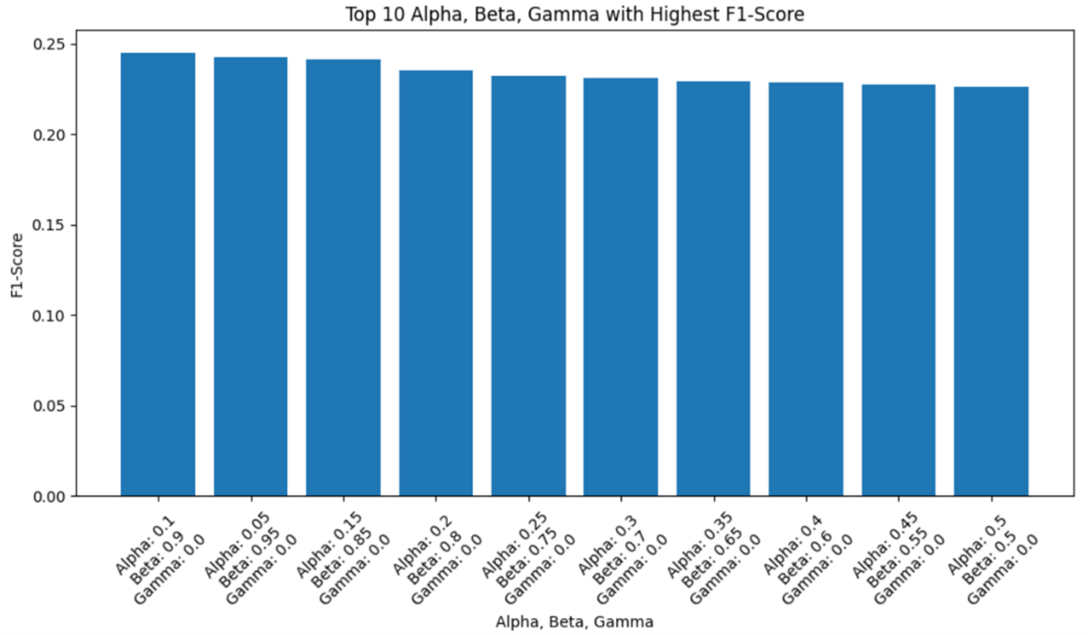 Top 10 Alpha, Beta, Gamma with Highest F1-Score
F1-Score
0.25
0.20
0.15
0.10
0.05
0.00
Alpha: 0.1
Beta: 0.9
Gamma: 0.0
Alpha: 0.05
Beta: 0.95
Gamma: 0.0
Alpha: 0.15
Beta: 0.85
Gamma: 0.0
Alpha: 0.2
Beta: 0.8
Gamma: 0.0
Alpha: 0.25
Beta: 0.75
Gamma: 0.0
Alpha: 0.3
Beta: 0.7
Gamma: 0.0
Alpha: 0.35
Beta: 0.65
Gamma: 0.0
Alpha: 0.4
Beta: 0.6
Gamma: 0.0
Alpha: 0.45
Beta: 0.55
Gamma: 0.0
Alpha: 0.5
Beta: 0.5
Gamma: 0.0
Alpha, Beta, Gamma